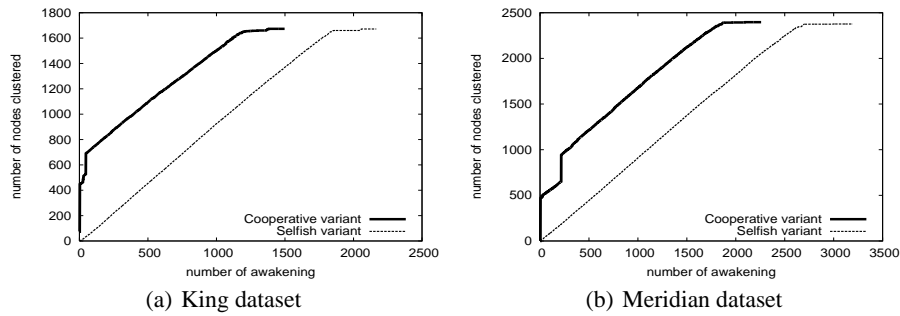 number of nodes clustered
1800
1600
1400
1200
1000
800
600
400
200
0
0 500 1000 1500 2000 2500
number of awakening
Cooperative variant
Selfish variant
(a) King dataset
number of nodes clustered
2500
2000
1500
1000
500
0
0 500 1000 1500 2000 2500 3000 3500
number of awakening
Cooperative variant
Selfish variant
(b) Meridian dataset